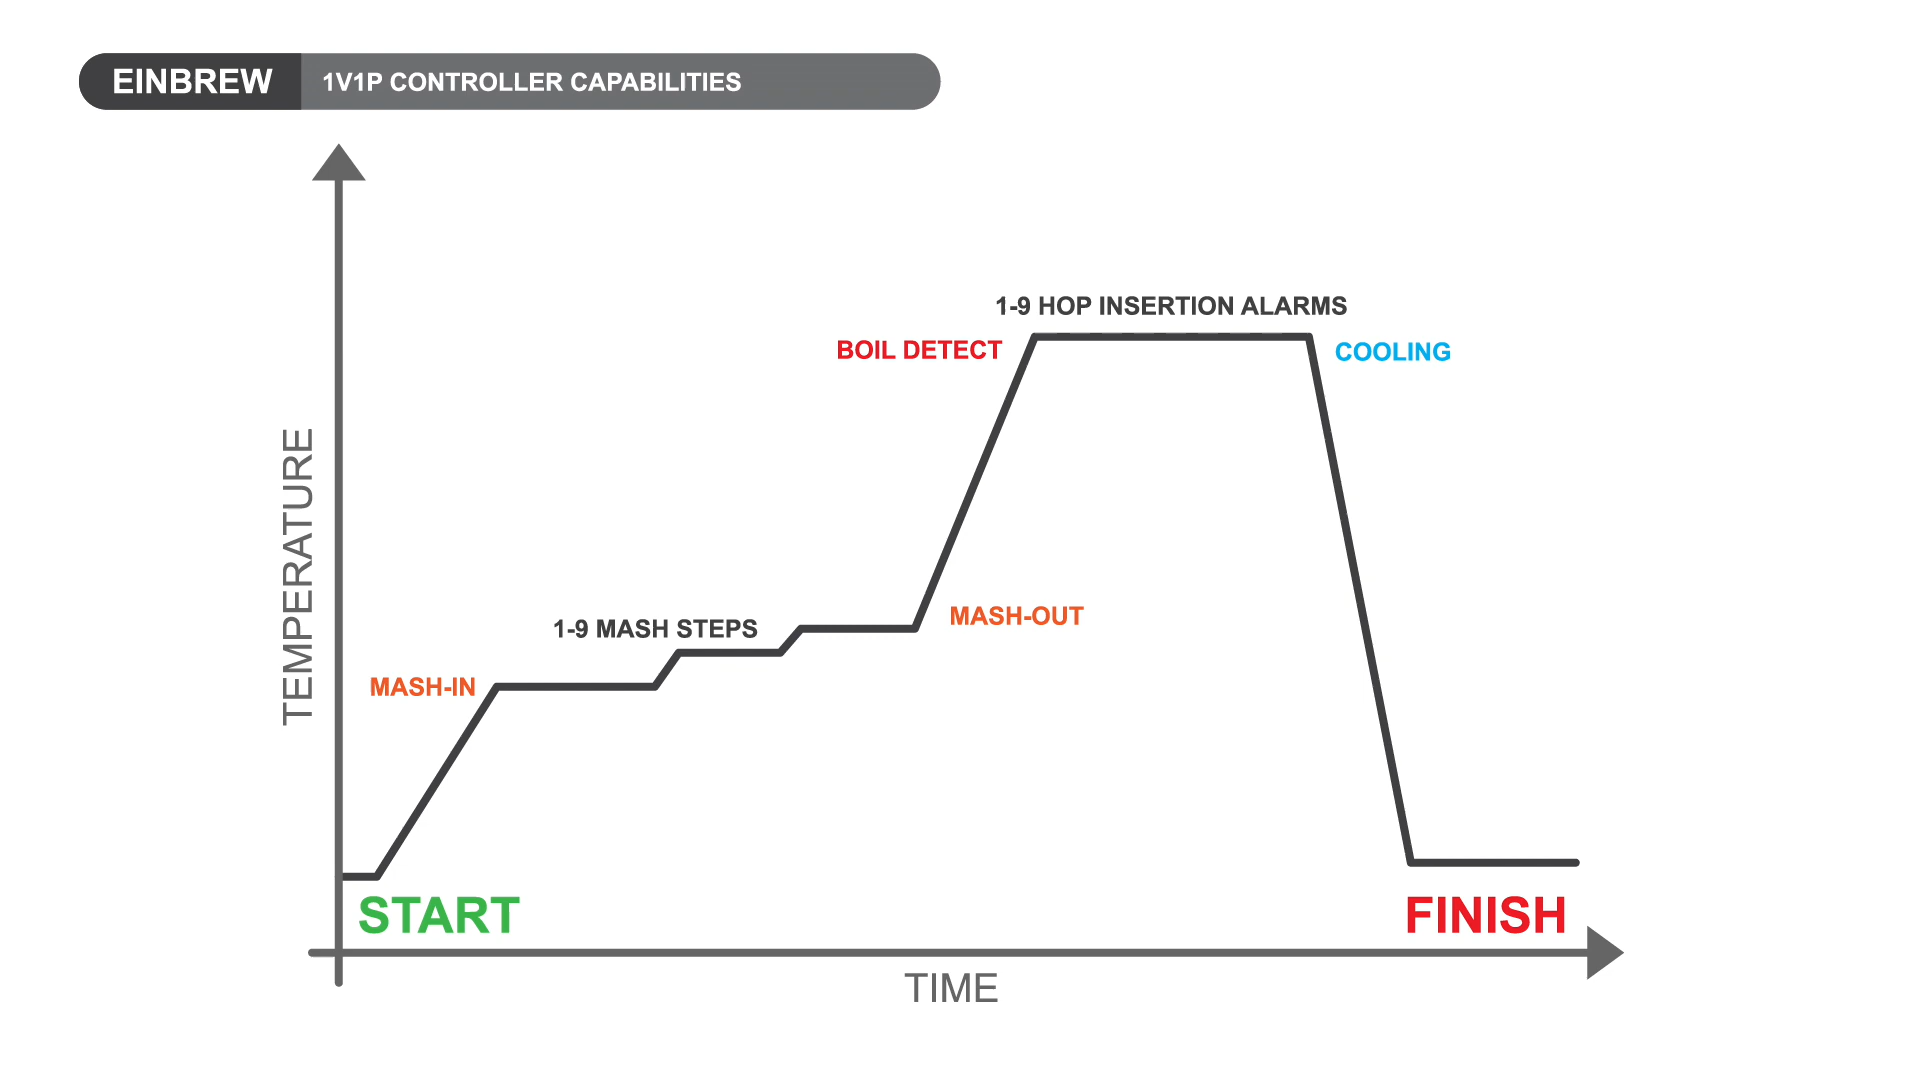 EINBREW
1V1P CONTROLLER CAPABILITIES
1-9 HOP INSERTION ALARMS
BOIL DETECT
COOLING
TEMPERATURE
1-9 MASH STEPS
MASH-OUT
MASH-IN
START
FINISH
TIME